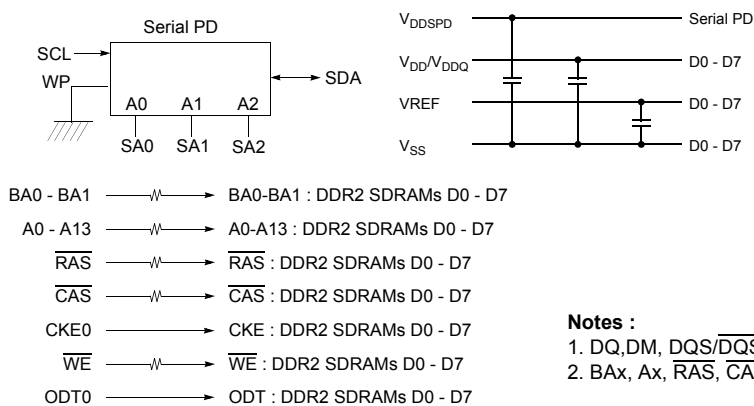 Serial PD
SCL
WP
SDA
A0 A1 A2
SA0 SA1 SA2
VDDSPD Serial PD
VDD/VDDQ D0 - D7
VREF D0 - D7
VSS D0 - D7
BA0 - BA1 BA0-BA1 : DDR2 SDRAMs D0 - D7
A0 - A13 A0-A13 : DDR2 SDRAMs D0 - D7
RAS RAS : DDR2 SDRAMs D0 - D7
CAS CAS : DDR2 SDRAMs D0 - D7
CKE0 CKE : DDR2 SDRAMs D0 - D7
WE WE : DDR2 SDRAMs D0 - D7
ODT0 ODT : DDR2 SDRAMs D0 - D7
Notes :
1. DQ,DM, DQS/DQS
2. BAx, Ax, RAS, CA